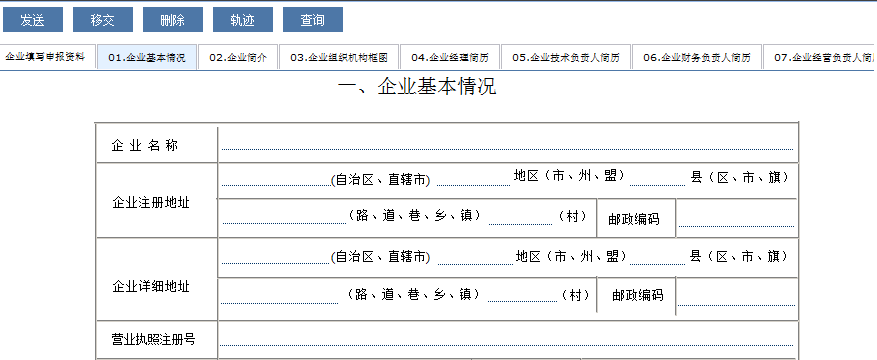 发送 移交 删除 轨迹 查询
企业填写申报资料 01.企业基本情况 02.企业简介 03.企业组织机构框图 04.企业经理简历 05.企业技术负责人简历 06.企业财务负责人简历 07.企业经营负责人简
一、企业基本情况
企 业 名 称
(自治区、直辖市) 地区（市、州、盟） 县（区、市、旗）
企业注册地址
（路、道、巷、乡、镇） （村） 邮政编码
(自治区、直辖市) 地区（市、州、盟） 县（区、市、旗）
企业详细地址
（路、道、巷、乡、镇） （村） 邮政编码
营业执照注册号